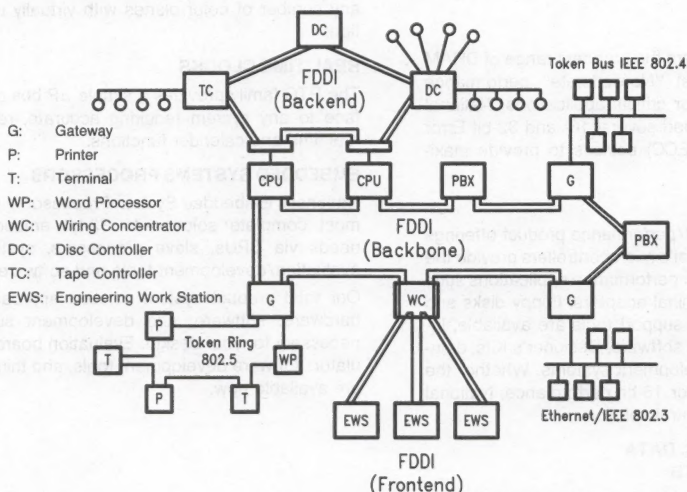 DC
TC
FDDI
(Backend)
DC
Token Bus IEEE 802.4
G: Gateway
P: Printer
T: Terminal
WP: Word Processor
WC: Wiring Concentrator
DC: Disc Controller
TC: Tape Controller
EWS: Engineering Work Station
CPU
CPU
PBX
G
FDDI
(Backbone)
PBX
G
WC
G
P
Token Ring
802.5
T
WP
P
T
Ethernet/IEEE 802.3
EWS
EWS
EWS
FDDI
(Frontend)